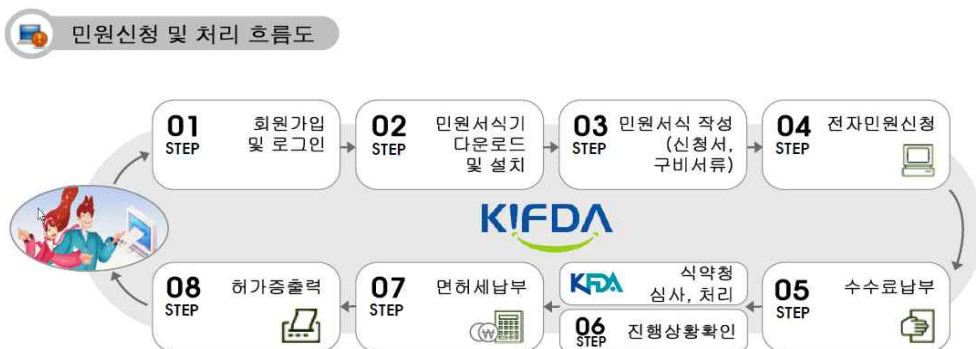 민원신청 및 처리 흐름도
01
STEP
회원가입
및 로그인
02
STEP
민원서식기
다운로드
및 설치
03
STEP
민원서식 작성
(신청서,
구비서류)
04
STEP
전자민원신청
KIFDA
05
STEP
수수료납부
KFDA
식약청
심사, 처리
06
STEP
진행상황확인
07
STEP
면허세납부
08
STEP
허가증출력